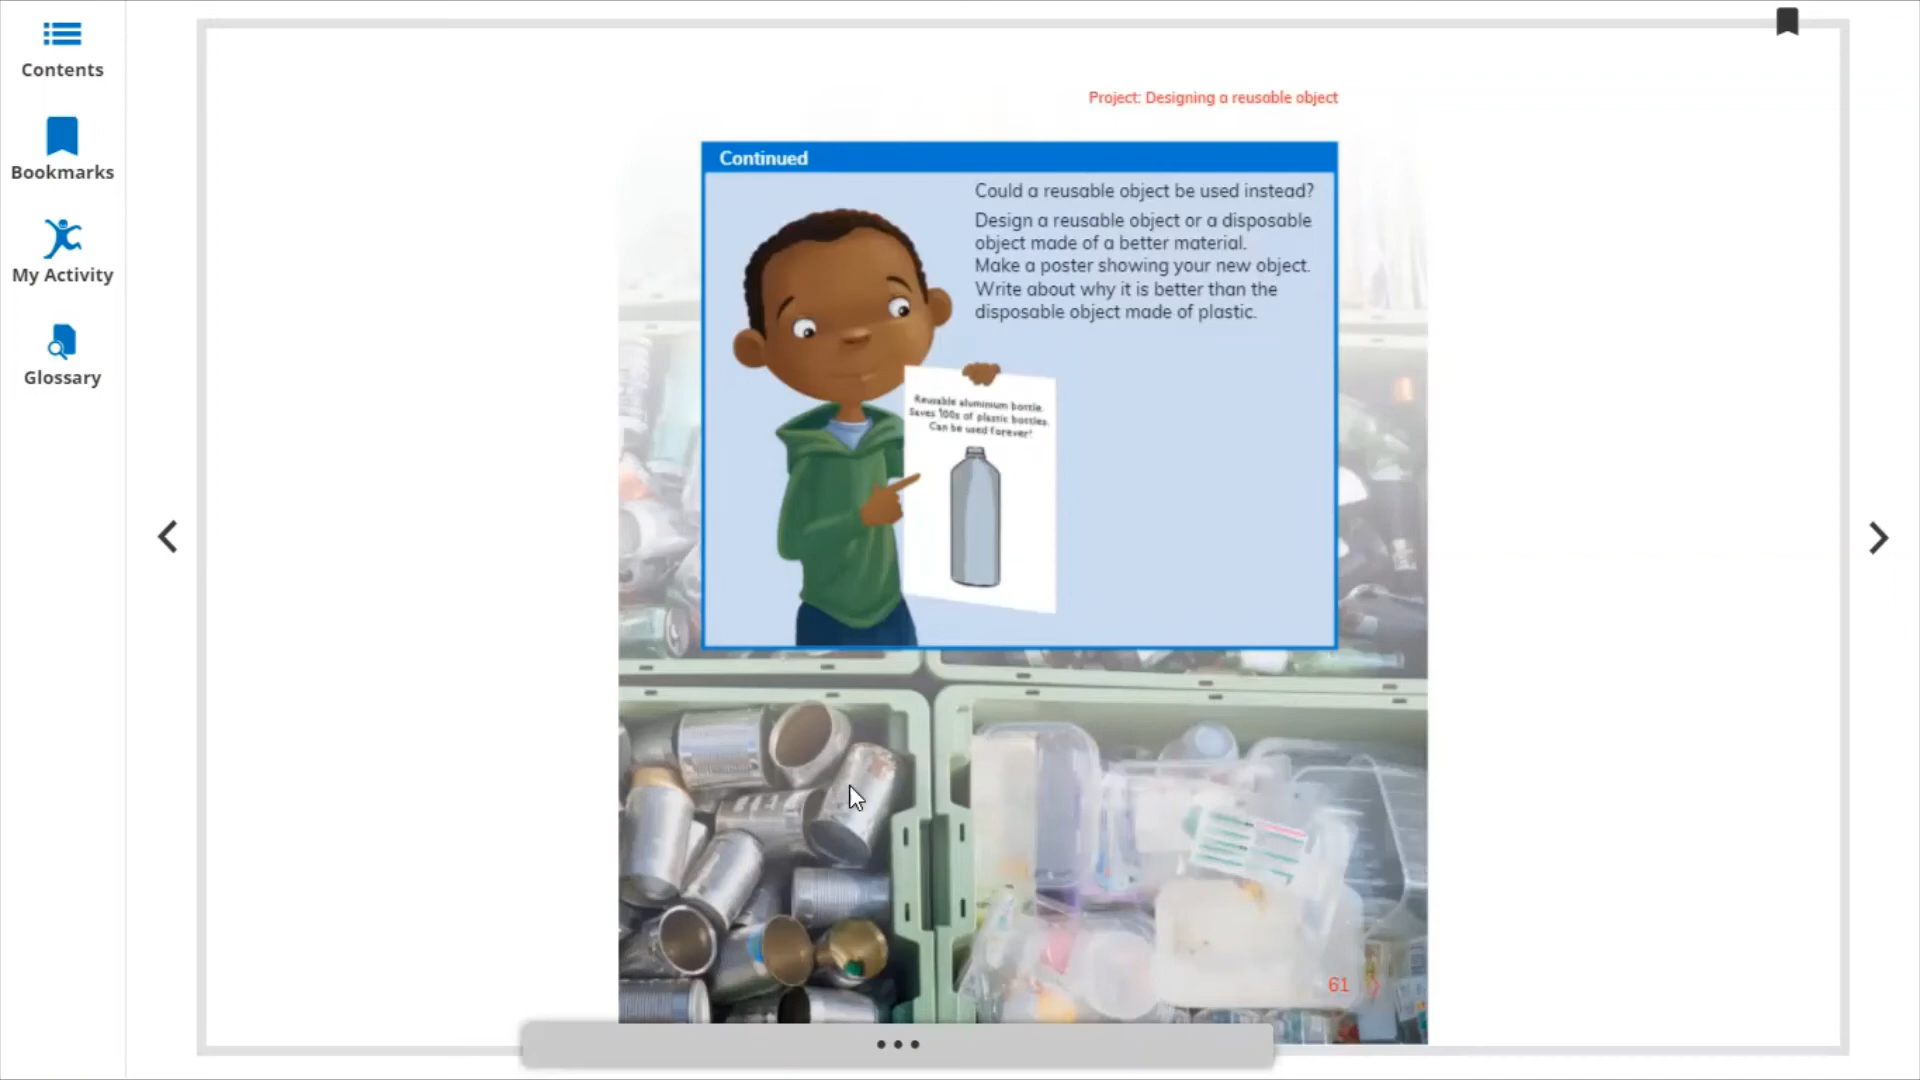 Contents
Bookmarks
My Activity
Glossary
Project: Designing a reusable object
Continued
Could a reusable object be used instead?
Design a reusable object or a disposable
object made of a better material.
Make a poster showing your new object.
Write about why it is better than the
disposable object made of plastic.
Reusable aluminium bottle.
Saves 100s of plastic bottles.
Can be used forever!
61